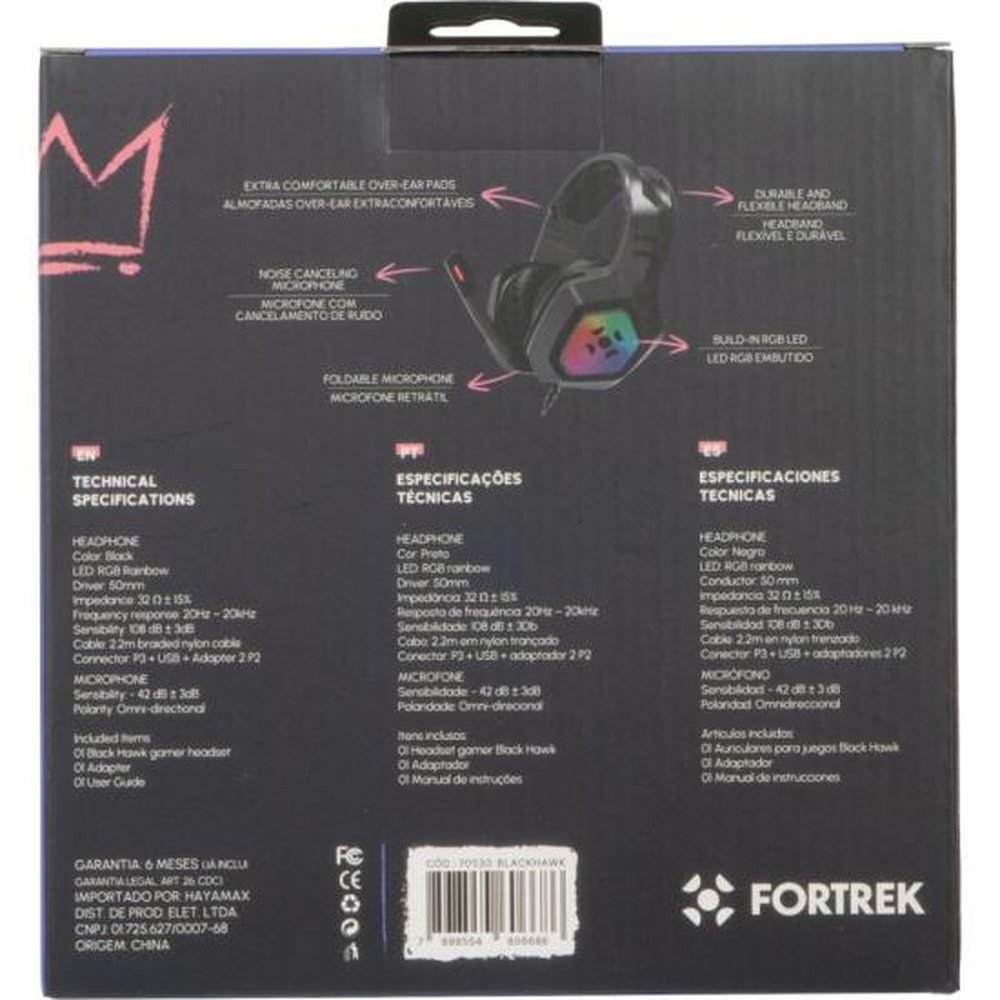 EXTRA COMFORTABLE OVER-EAR PADS
ALMOFADAS OVER-EAR EXTRACONFORTÁVEIS
DURABLE AND
FLEXIBLE HEADBAND
HEADBAND
FLEXÍVEL E DURÁVEL
NOISE CANCELING
MICROPHONE
MICROFONE COM
CANCELAMENTO DE RUÍDO
BUILD-IN RGB LED
LED RGB EMBUTIDO
FOLDABLE MICROPHONE
MICROFONE RETRÁTIL
EN
TECHNICAL
SPECIFICATIONS
HEADPHONE
Color: Black
LED: RGB Rainbow
Driver: 50mm
Impedance: 32 Ω ± 15%
Frequency response: 20Hz – 20kHz
Sensibility: 108 dB ± 3dB
Cable: 2.2m braided nylon cable
Connector: P3 + USB + Adapter 2 P2
MICROPHONE
Sensibility: - 42 dB ± 3dB
Polarity: Omni-directional
Included Items
01 Black Hawk gamer headset
01 Adapter
01 User Guide
PT
ESPECIFICAÇÕES
TÉCNICAS
HEADPHONE
Cor: Preto
LED: RGB rainbow
Driver: 50mm
Impedância: 32 Ω ± 15%
Resposta de frequência: 20Hz – 20kHz
Sensibilidade: 108 dB ± 3Db
Cabo: 2.2m em nylon trançado
Conector: P3 + USB + adaptador 2 P2
MICROFONE
Sensibilidade: - 42 dB ± 3dB
Polaridade: Omni-direcional
Itens inclusos
01 Headset gamer Black Hawk
01 Adaptador
01 Manual de instruções
ES
ESPECIFICACIONES
TECNICAS
HEADPHONE
Color: Negro
LED: RGB rainbow
Conductor: 50 mm
Impedancia: 32 Ω ± 15%
Respuesta de frecuencia: 20 Hz – 20 kHz
Sensibilidad: 108 dB ± 3Db
Cable: 2.2m en nylon trenzado
Conector: P3 + USB + adaptadores 2 P2
MICRÓFONO
Sensibilidad: - 42 dB ± 3 dB
Polaridad: Omnidireccional
Artículos incluidos
01 Auriculares para juegos Black Hawk
01 Adaptador
01 Manual de instrucciones
GARANTIA: 6 MESES (JÁ INCLUI
GARANTIA LEGAL, ART 26, CDC)
IMPORTADO POR: HAYAMAX
DIST. DE PROD. ELET. LTDA.
CNPJ: 01.725.627/0007-68
ORIGEM: CHINA
FC
CE
CÓD.: 70530 BLACKHAWK
7 898554
FORTREK